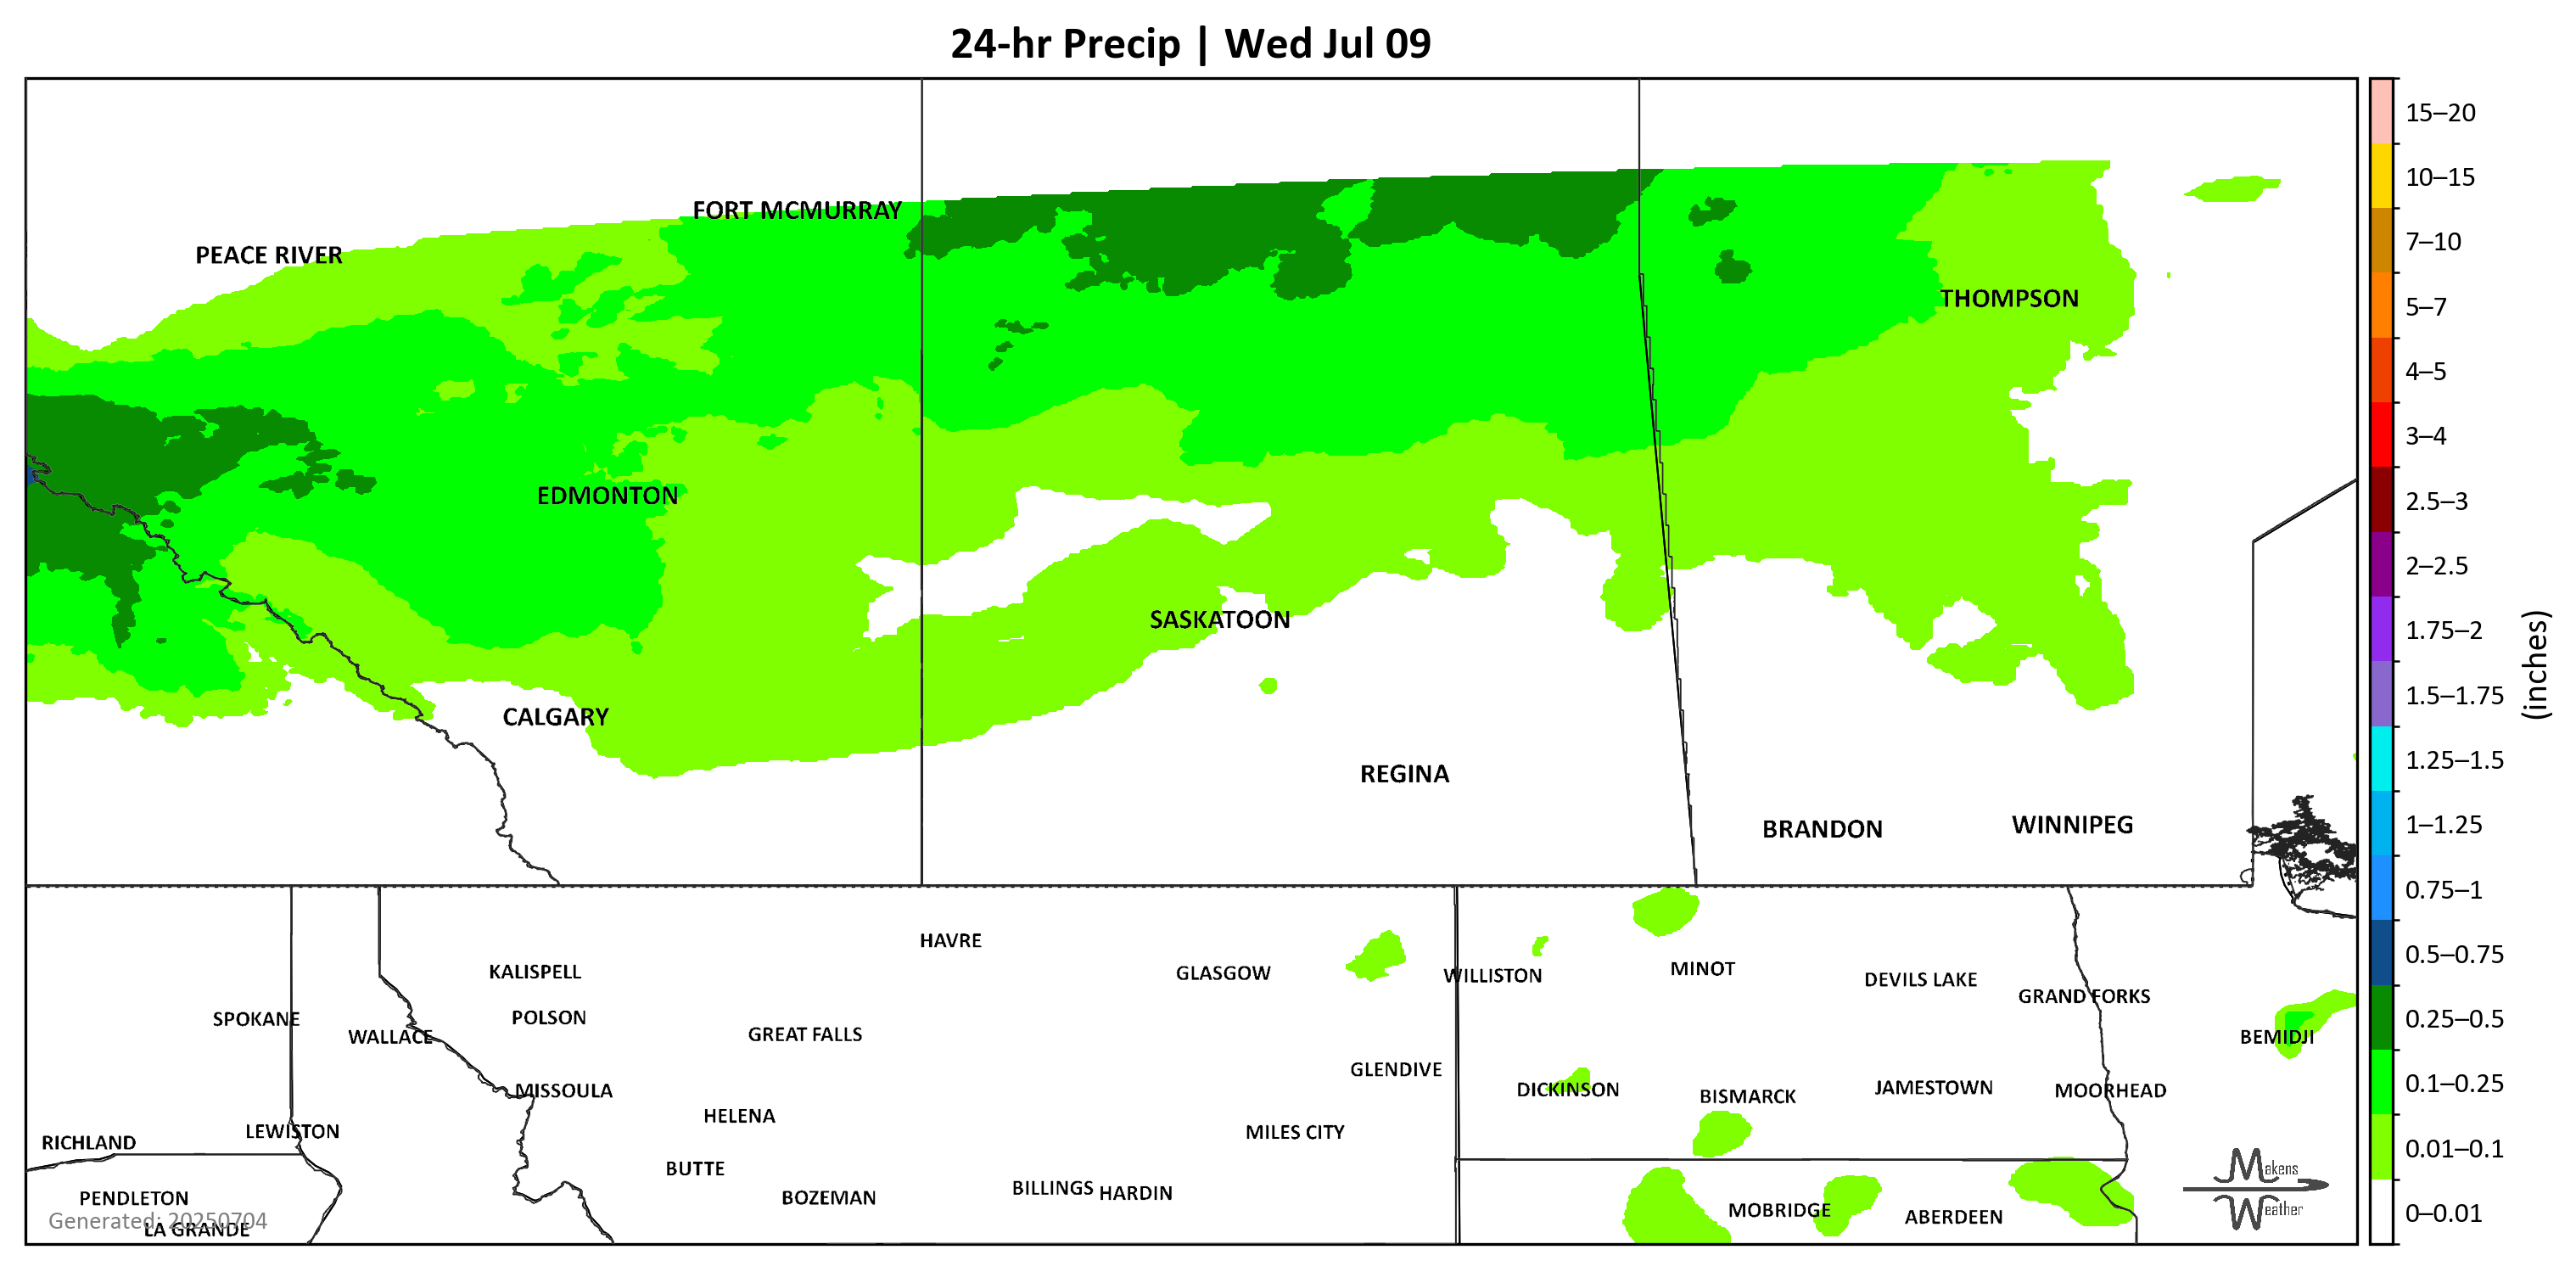 24-hr Precip | Wed Jul 09
FORT MCMURRAY
PEACE RIVER
THOMPSON
EDMONTON
SASKATOON
CALGARY
REGINA
BRANDON
WINNIPEG
HAVRE
KALISPELL
GLASGOW
WILLISTON
MINOT
DEVILS LAKE
GRAND FORKS
SPOKANE
POLSON
WALLACE
GREAT FALLS
BEMIDJI
GLENDIVE
MISSOULA
DICKINSON
BISMARCK
JAMESTOWN
MOORHEAD
HELENA
LEWISTON
MILES CITY
RICHLAND
BUTTE
PENDLETON
BOZEMAN
BILLINGS
HARDIN
MOBRIDGE
ABERDEEN
Generated: 20250704
LA GRANDE
Makens
Weather
15–20
10–15
7–10
5–7
4–5
3–4
2.5–3
2–2.5
1.75–2
1.5–1.75
1.25–1.5
1–1.25
0.75–1
0.5–0.75
0.25–0.5
0.1–0.25
0.01–0.1
0–0.01
(inches)